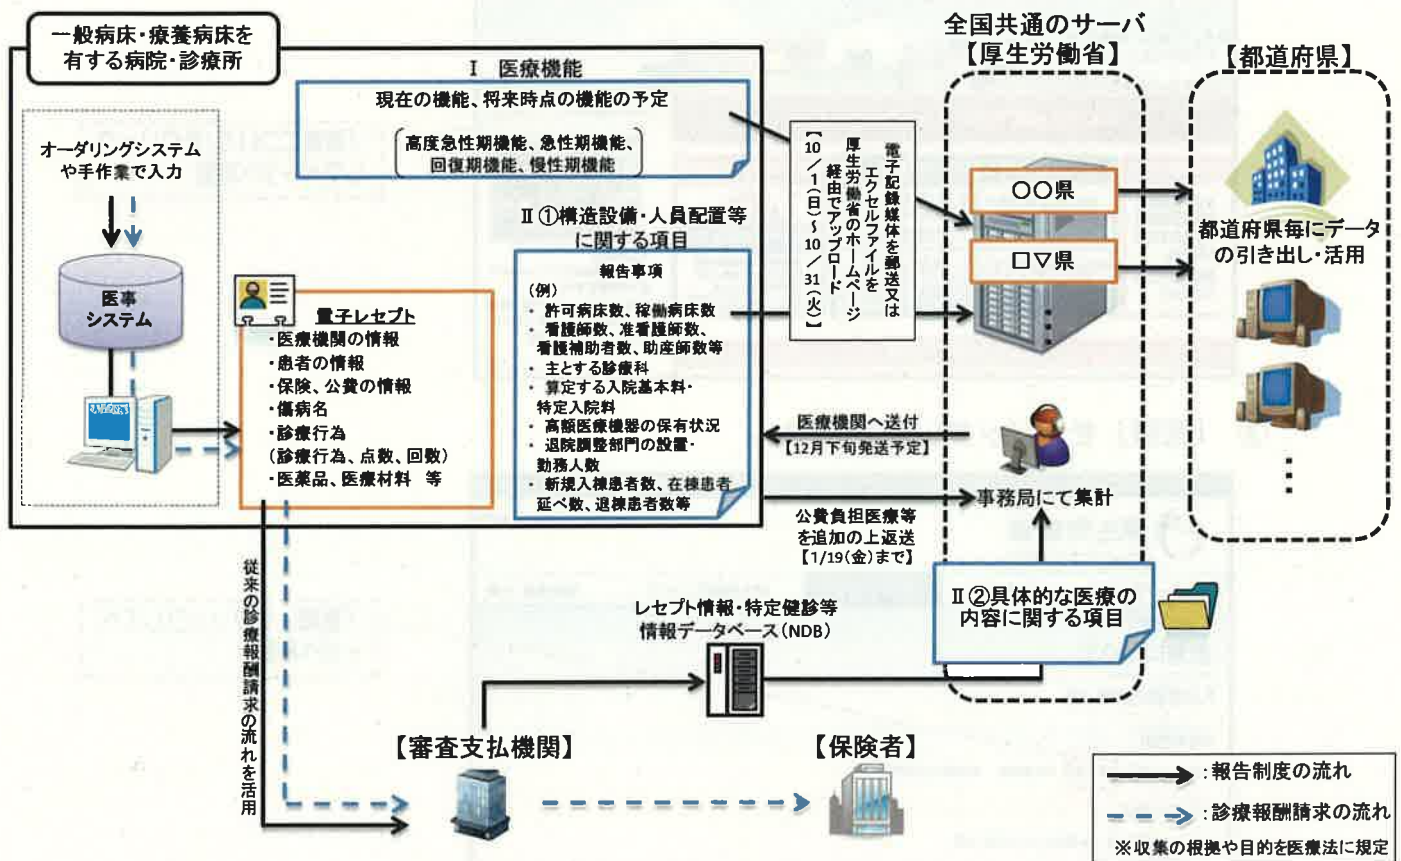 一般病床・療養病床を
有する病院・診療所
オーダリングシステム
や手作業で入力
医事
システム
電子レセプト
・医療機関の情報
・患者の情報
・保険、公費の情報
・傷病名
・診療行為
(診療行為、点数、回数)
・医薬品、医療材料 等
Ⅰ 医療機能
現在の機能、将来時点の機能の予定
高度急性期機能、急性期機能、
回復期機能、慢性期機能
Ⅱ①構造設備・人員配置等
に関する項目
報告事項
(例)
・ 許可病床数、稼働病床数
・ 看護師数、准看護師数、
看護補助者数、助産師数等
・ 主とする診療科
・ 算定する入院基本料・
特定入院料
・ 高額医療機器の保有状況
・ 退院調整部門の設置・
勤務人数
・ 新規入棟患者数、在棟患者
延べ数、退棟患者数等
電子記録媒体を郵送又は
エクセルファイルを
厚生労働省のホームページ
経由でアップロード
【10/1(日)~10/31(火)】
全国共通のサーバ
【厚生労働省】
〇〇県
□▽県
【都道府県】
都道府県毎にデータ
の引き出し・活用
医療機関へ送付
【12月下旬発送予定】
事務局にて集計
公費負担医療等
を追加の上返送
【1/19(金)まで】
Ⅱ②具体的な医療の
内容に関する項目
レセプト情報・特定健診等
情報データベース(NDB)
従来の診療報酬請求の流れを活用
【審査支払機関】
【保険者】
:報告制度の流れ
:診療報酬請求の流れ
※収集の根拠や目的を医療法に規定